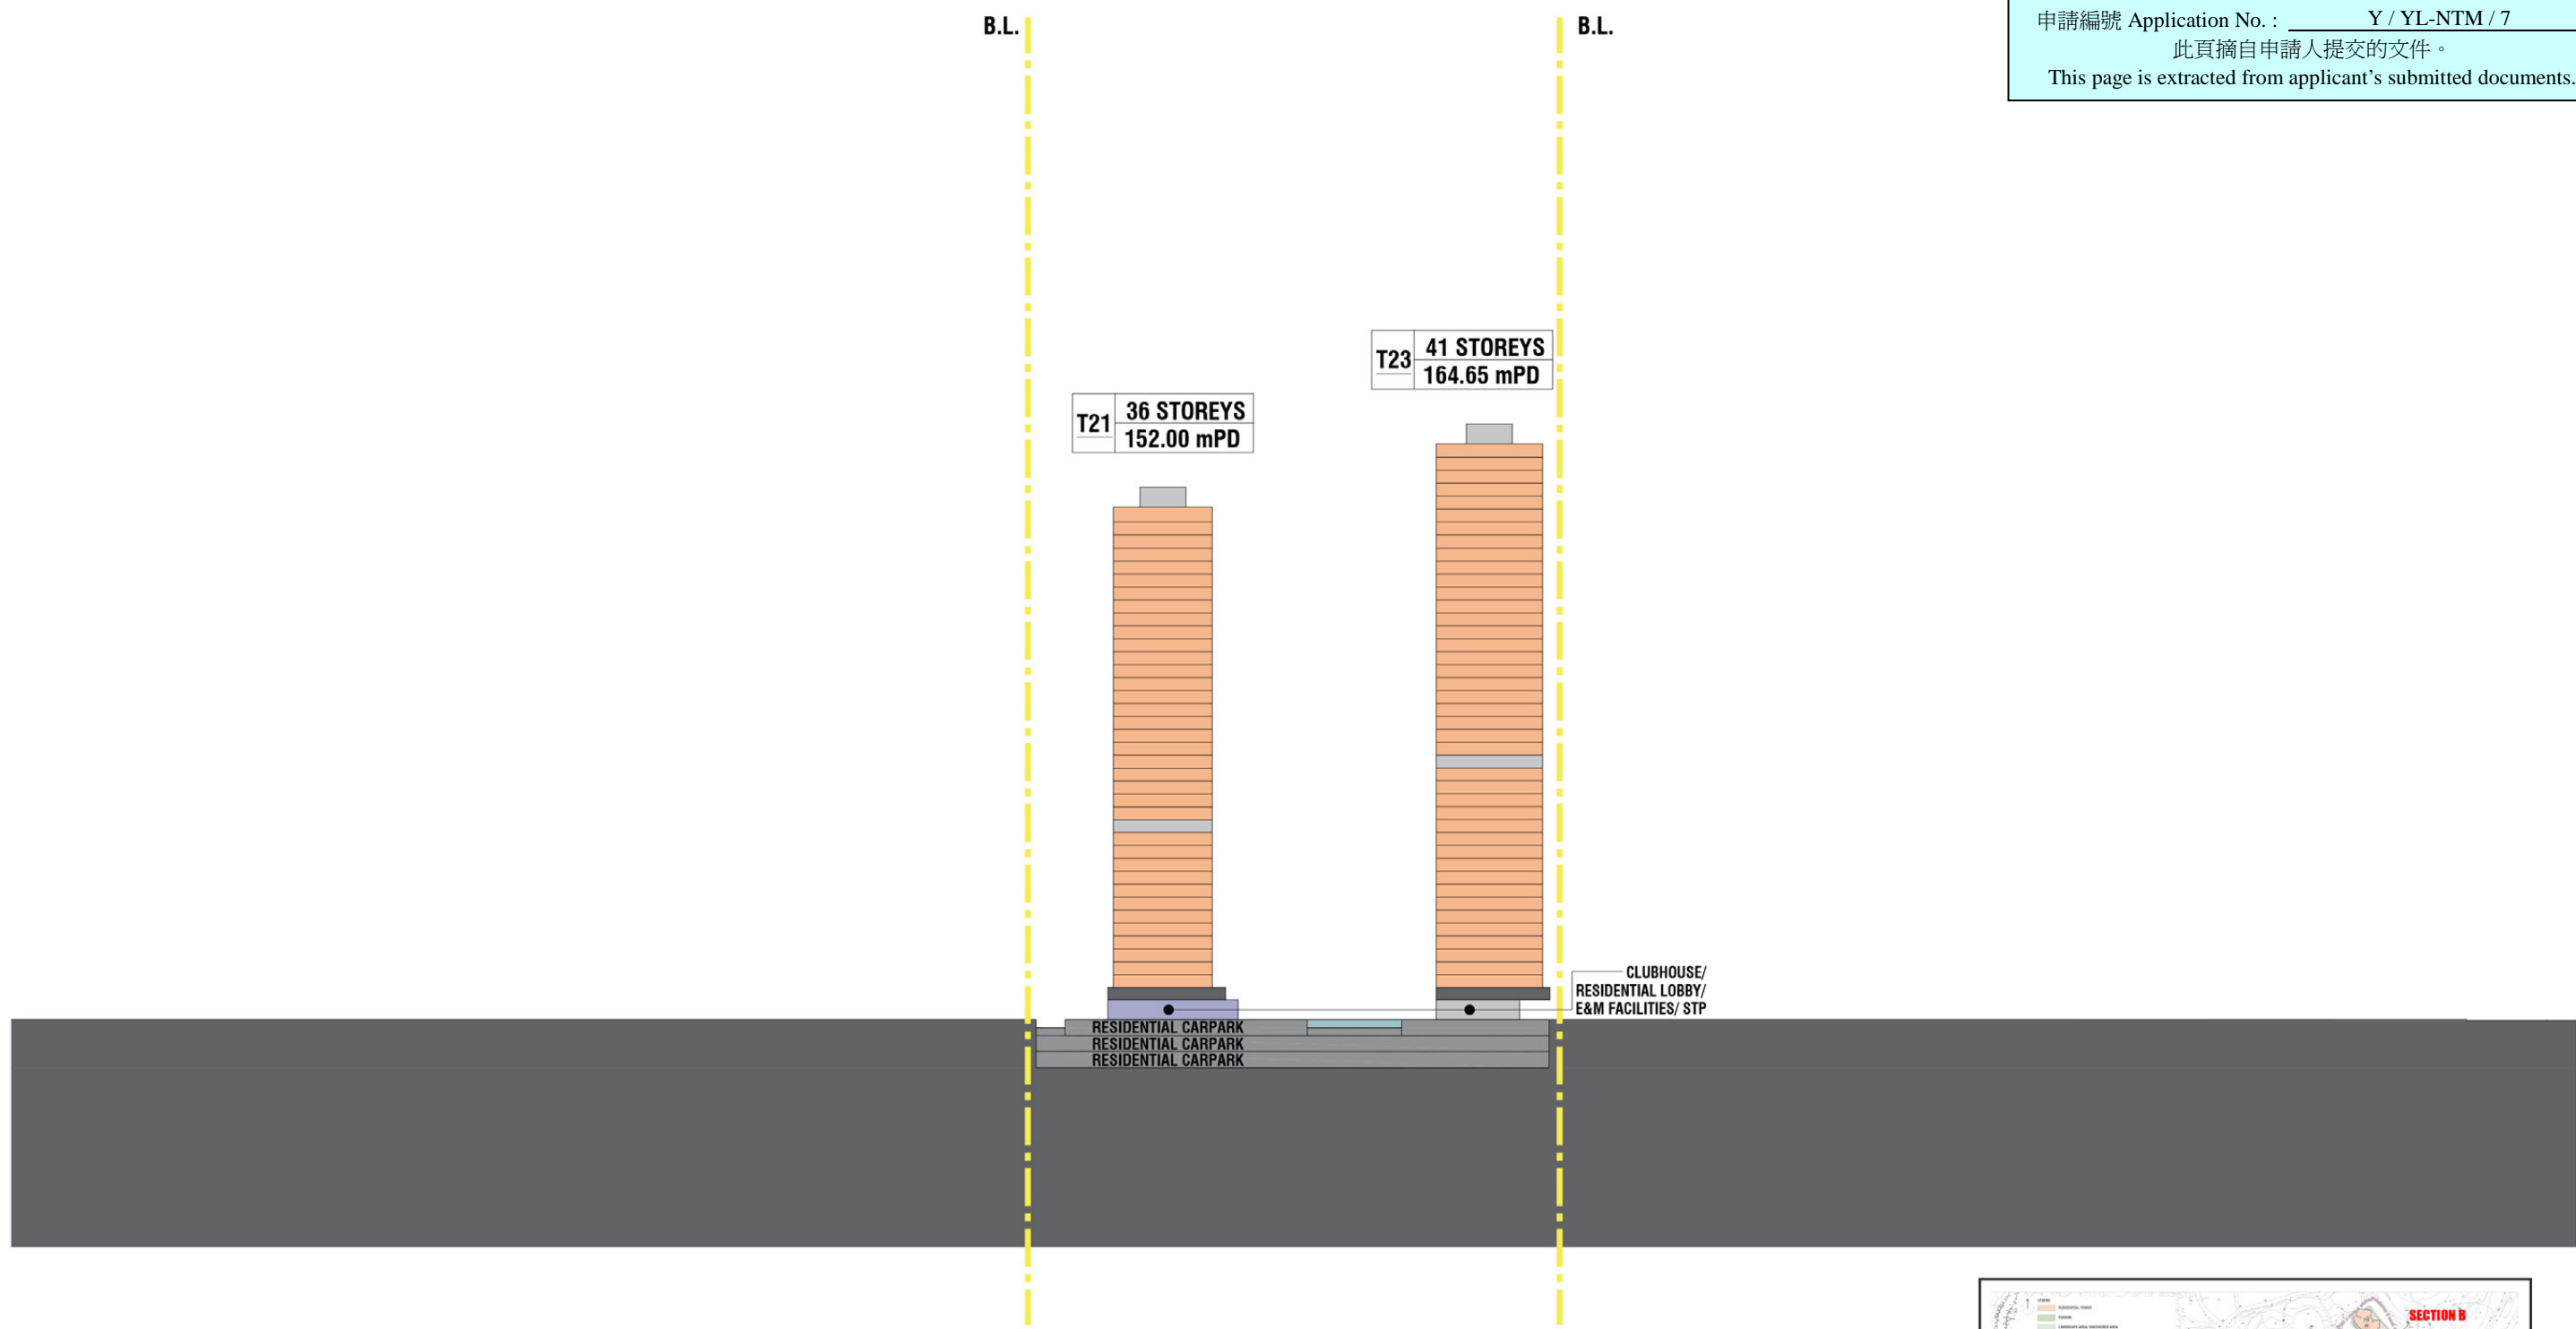 申請編號 Application No. : Y / YL-NTM / 7
此頁摘自申請人提交的文件。
This page is extracted from applicant's submitted documents.
B.L.
B.L.
T23
41 STOREYS
164.65 mPD
T21
36 STOREYS
152.00 mPD
CLUBHOUSE/
RESIDENTIAL LOBBY/
E&M FACILITIES/ STP
RESIDENTIAL CARPARK
RESIDENTIAL CARPARK
RESIDENTIAL CARPARK
SECTION B